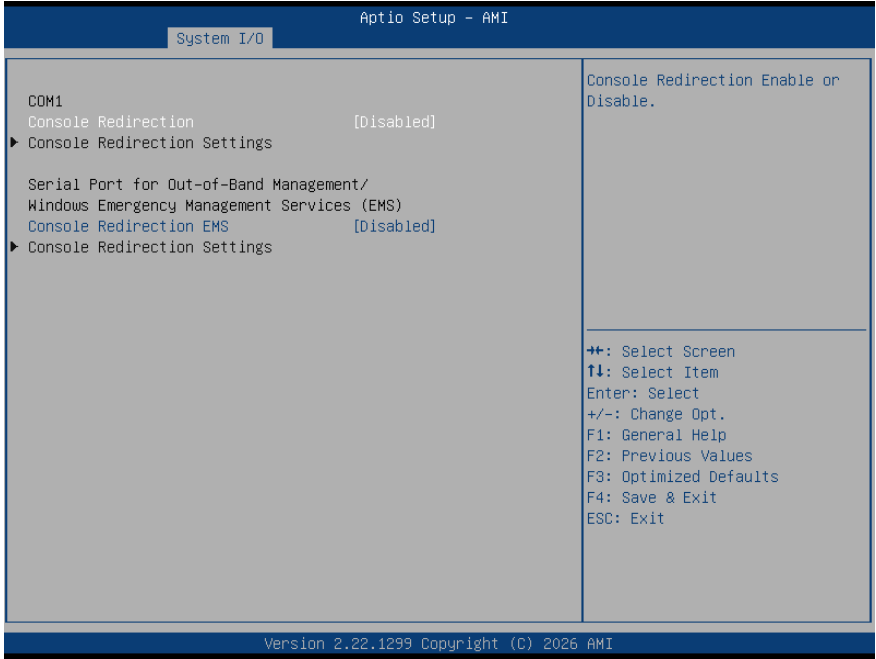 Aptio Setup – AMI
System I/O
COM1
Console Redirection [Disabled]
▶ Console Redirection Settings
Serial Port for Out-of-Band Management/
Windows Emergency Management Services (EMS)
Console Redirection EMS [Disabled]
▶ Console Redirection Settings
Console Redirection Enable or
Disable.
→←: Select Screen
↑↓: Select Item
Enter: Select
+/-: Change Opt.
F1: General Help
F2: Previous Values
F3: Optimized Defaults
F4: Save & Exit
ESC: Exit
Version 2.22.1299 Copyright (C) 2026 AMI